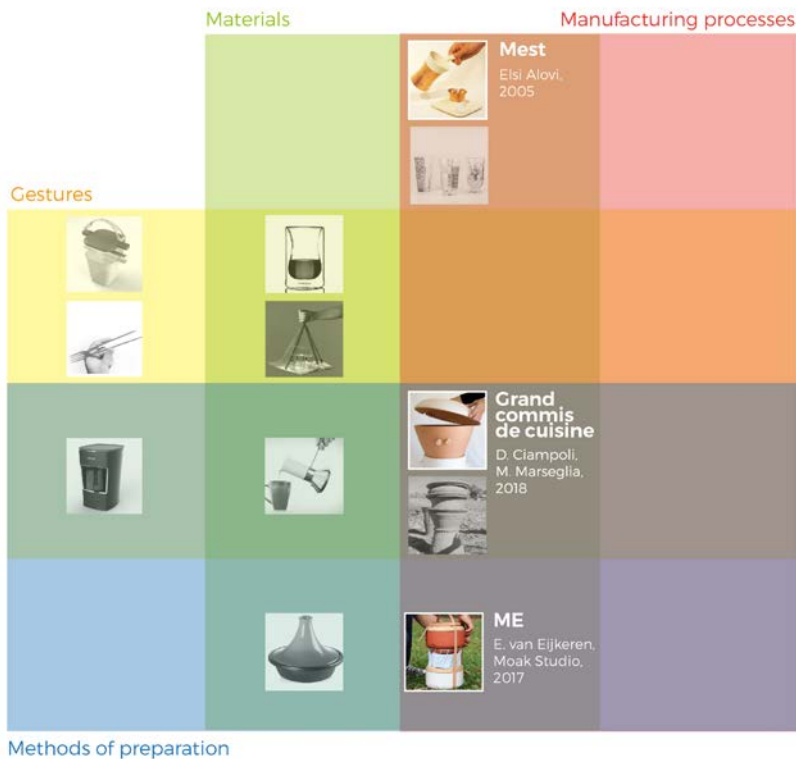 Materials
Manufacturing processes
Mest
Elsi Alovi,
2005
Gestures
Grand
commis
de cuisine
D. Ciampoli,
M. Marseglia,
2018
ME
E. van Eijkeren,
Moak Studio,
2017
Methods of preparation